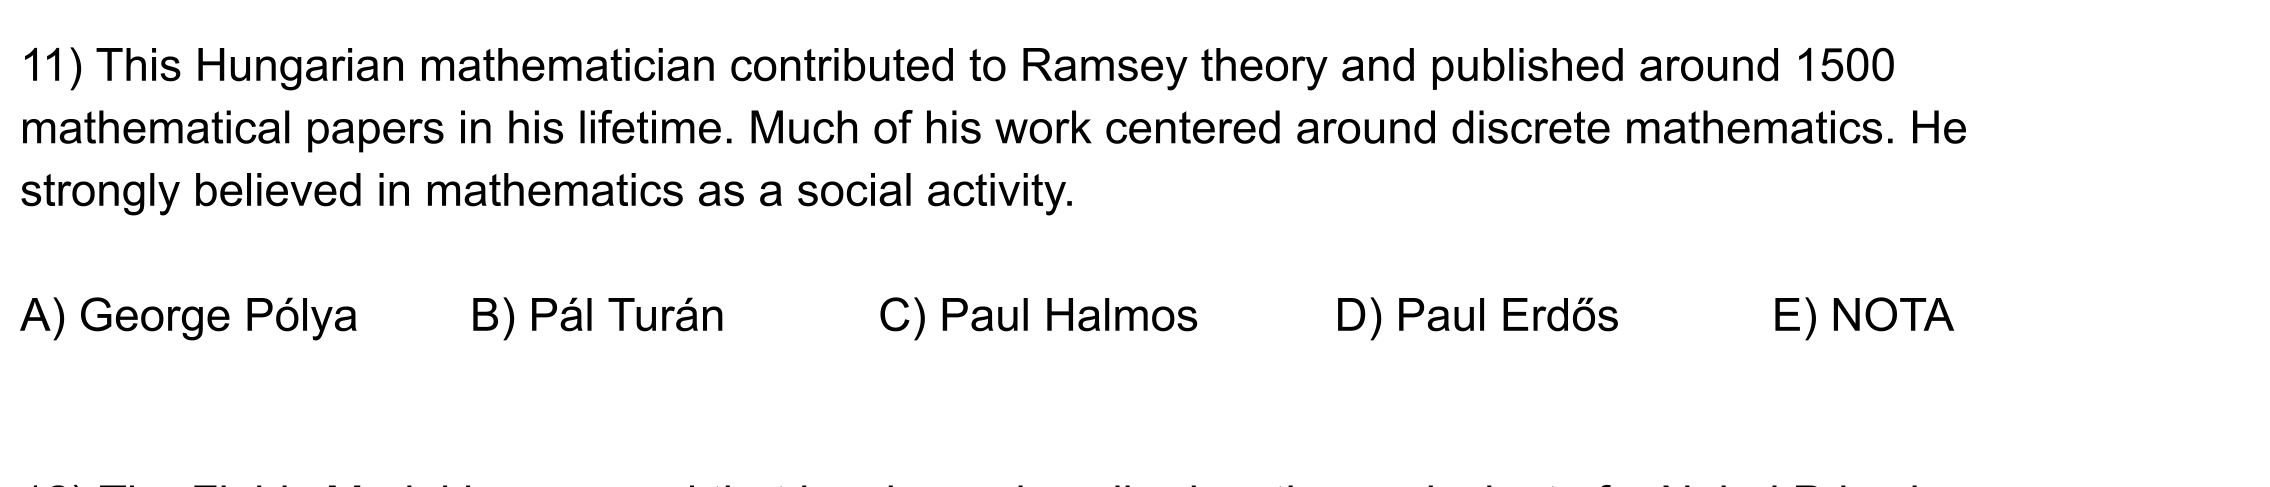 11) This Hungarian mathematician contributed to Ramsey theory and published around 1500
mathematical papers in his lifetime. Much of his work centered around discrete mathematics. He
strongly believed in mathematics as a social activity.
A) George Pólya B) Pál Turán C) Paul Halmos D) Paul Erdős E) NOTA